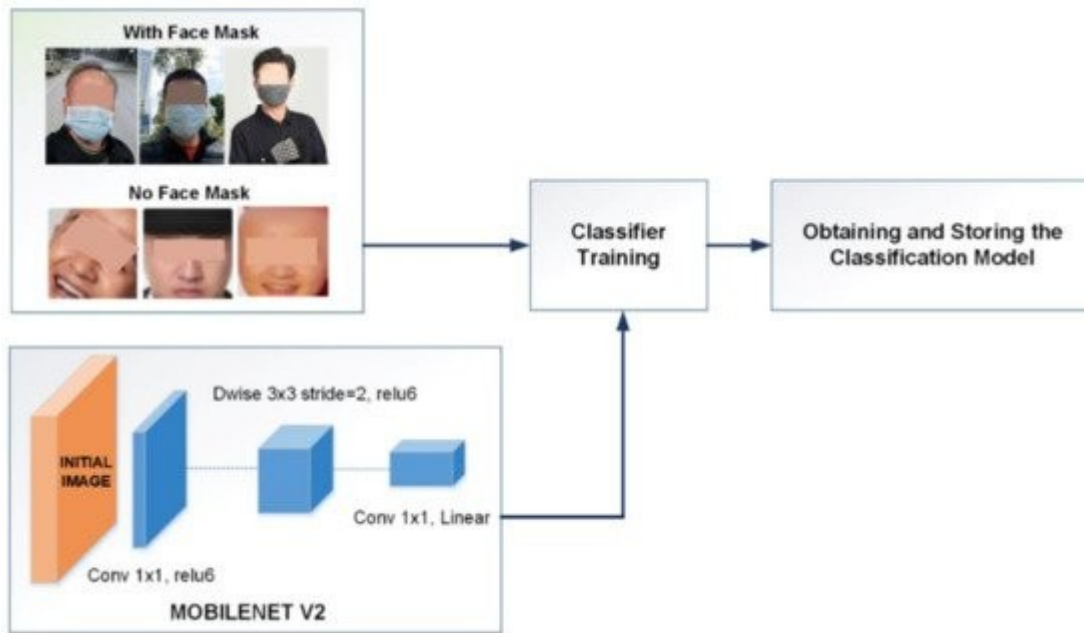 With Face Mask
No Face Mask
Classifier
Training
Obtaining and Storing the
Classification Model
Dwise 3x3 stride=2, relu6
INITIAL
IMAGE
Conv 1x1, Linear
Conv 1x1, relu6
MOBILENET V2